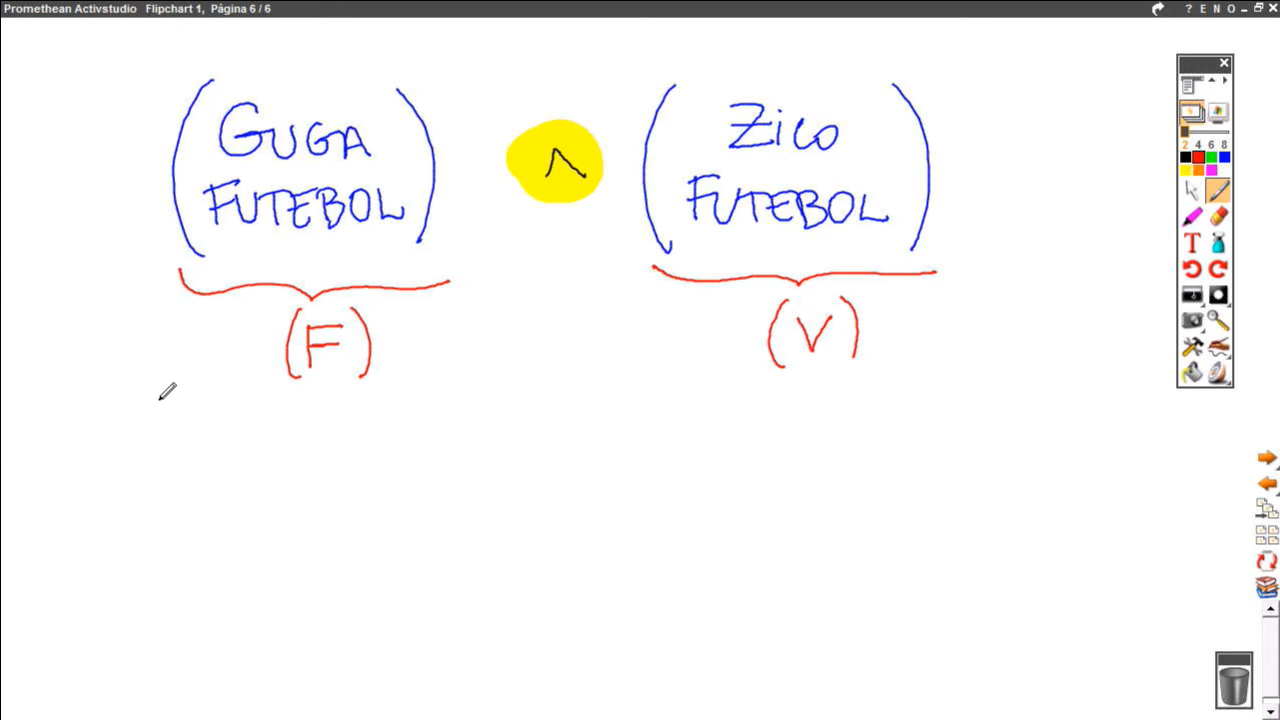 Promethean Activstudio Flipchart 1, Página 6 / 6
? E N O
(GUGA FUTEBOL) ∧ (ZICO FUTEBOL)
(F) (V)
2 4 6 8
T